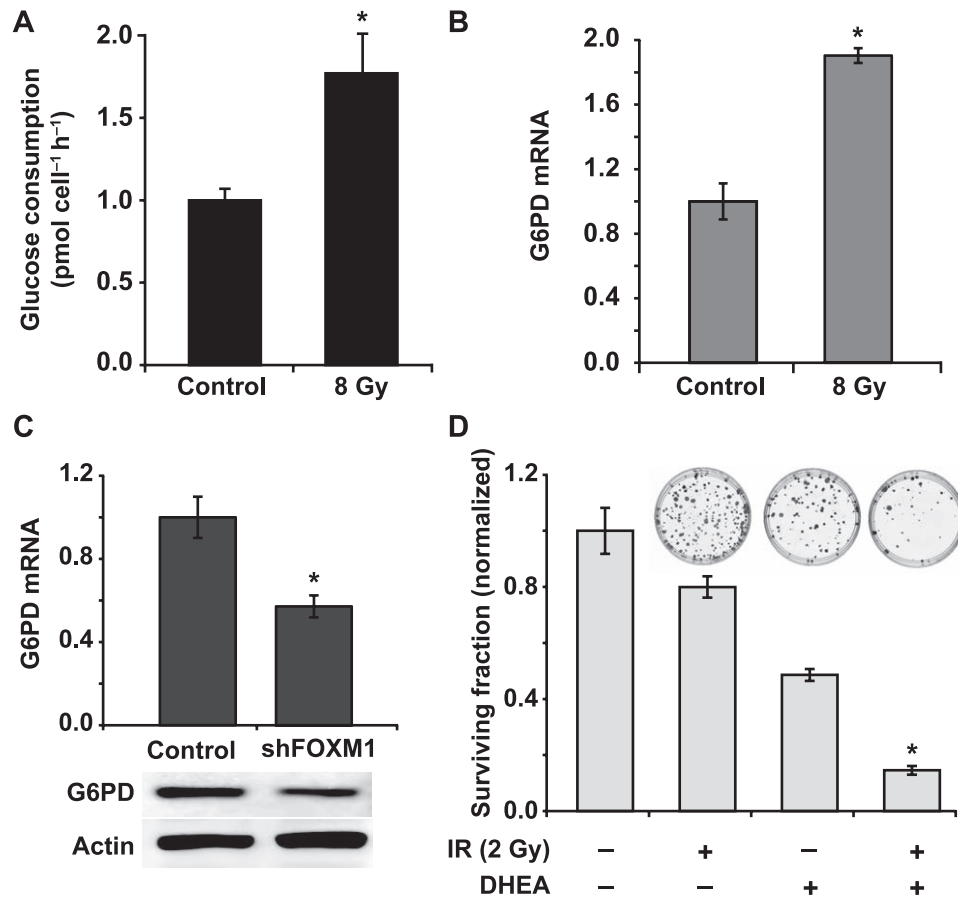 A
Glucose consumption
(pmol cell⁻¹ h⁻¹)
2.0
1.5
1.0
0.5
0.0
*
Control
8 Gy
B
G6PD mRNA
2.0
1.6
1.2
0.8
0.4
0.0
*
Control
8 Gy
C
G6PD mRNA
1.2
0.8
0.4
0.0
*
Control
shFOXM1
G6PD
Actin
D
Surviving fraction (normalized)
1.2
0.8
0.4
0.0
*
IR (2 Gy) – + – +
DHEA – – + +